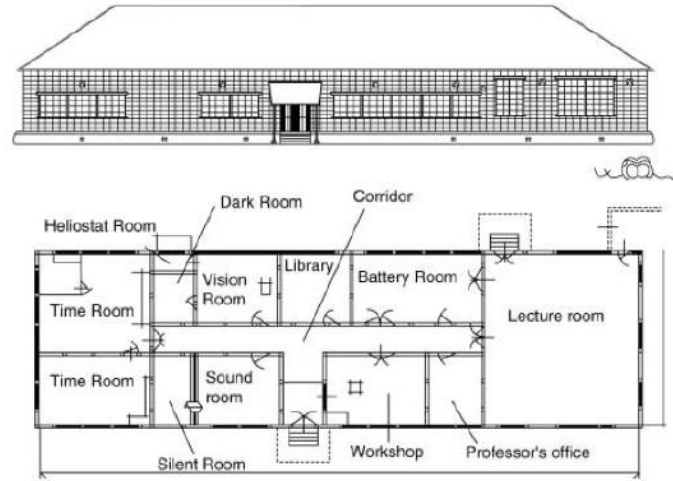 Dark Room
Corridor
Heliostat Room
Vision
Room
Library
Battery Room
Time Room
Lecture room
Time Room
Sound
room
Silent Room
Workshop
Professor's office